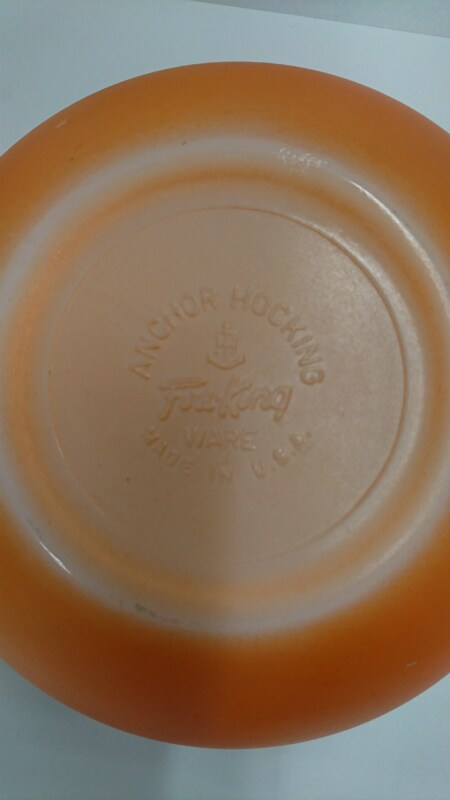 ANCHOR HOCKING
Fire-King
WARE
MADE IN U.S.A.